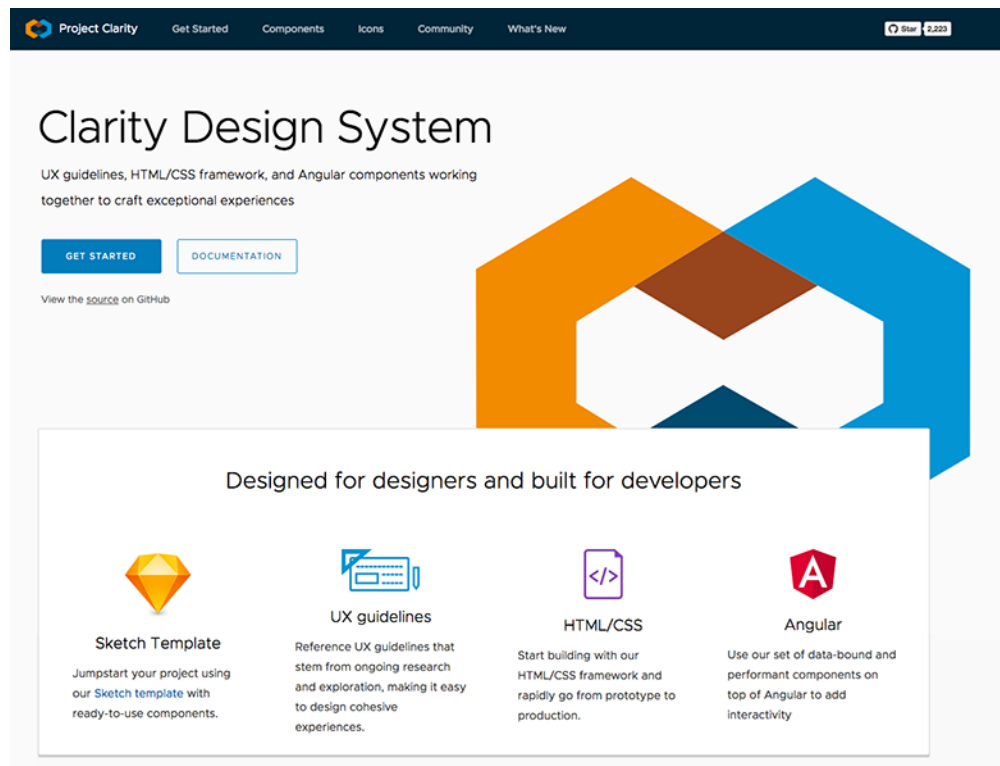 Project Clarity Get Started Components Icons Community What's New Star 2,223
Clarity Design System
UX guidelines, HTML/CSS framework, and Angular components working
together to craft exceptional experiences
GET STARTED DOCUMENTATION
View the source on GitHub
Designed for designers and built for developers
Sketch Template
Jumpstart your project using
our Sketch template with
ready-to-use components.
UX guidelines
Reference UX guidelines that
stem from ongoing research
and exploration, making it easy
to design cohesive
experiences.
</>
HTML/CSS
Start building with our
HTML/CSS framework and
rapidly go from prototype to
production.
A
Angular
Use our set of data-bound and
performant components on
top of Angular to add
interactivity